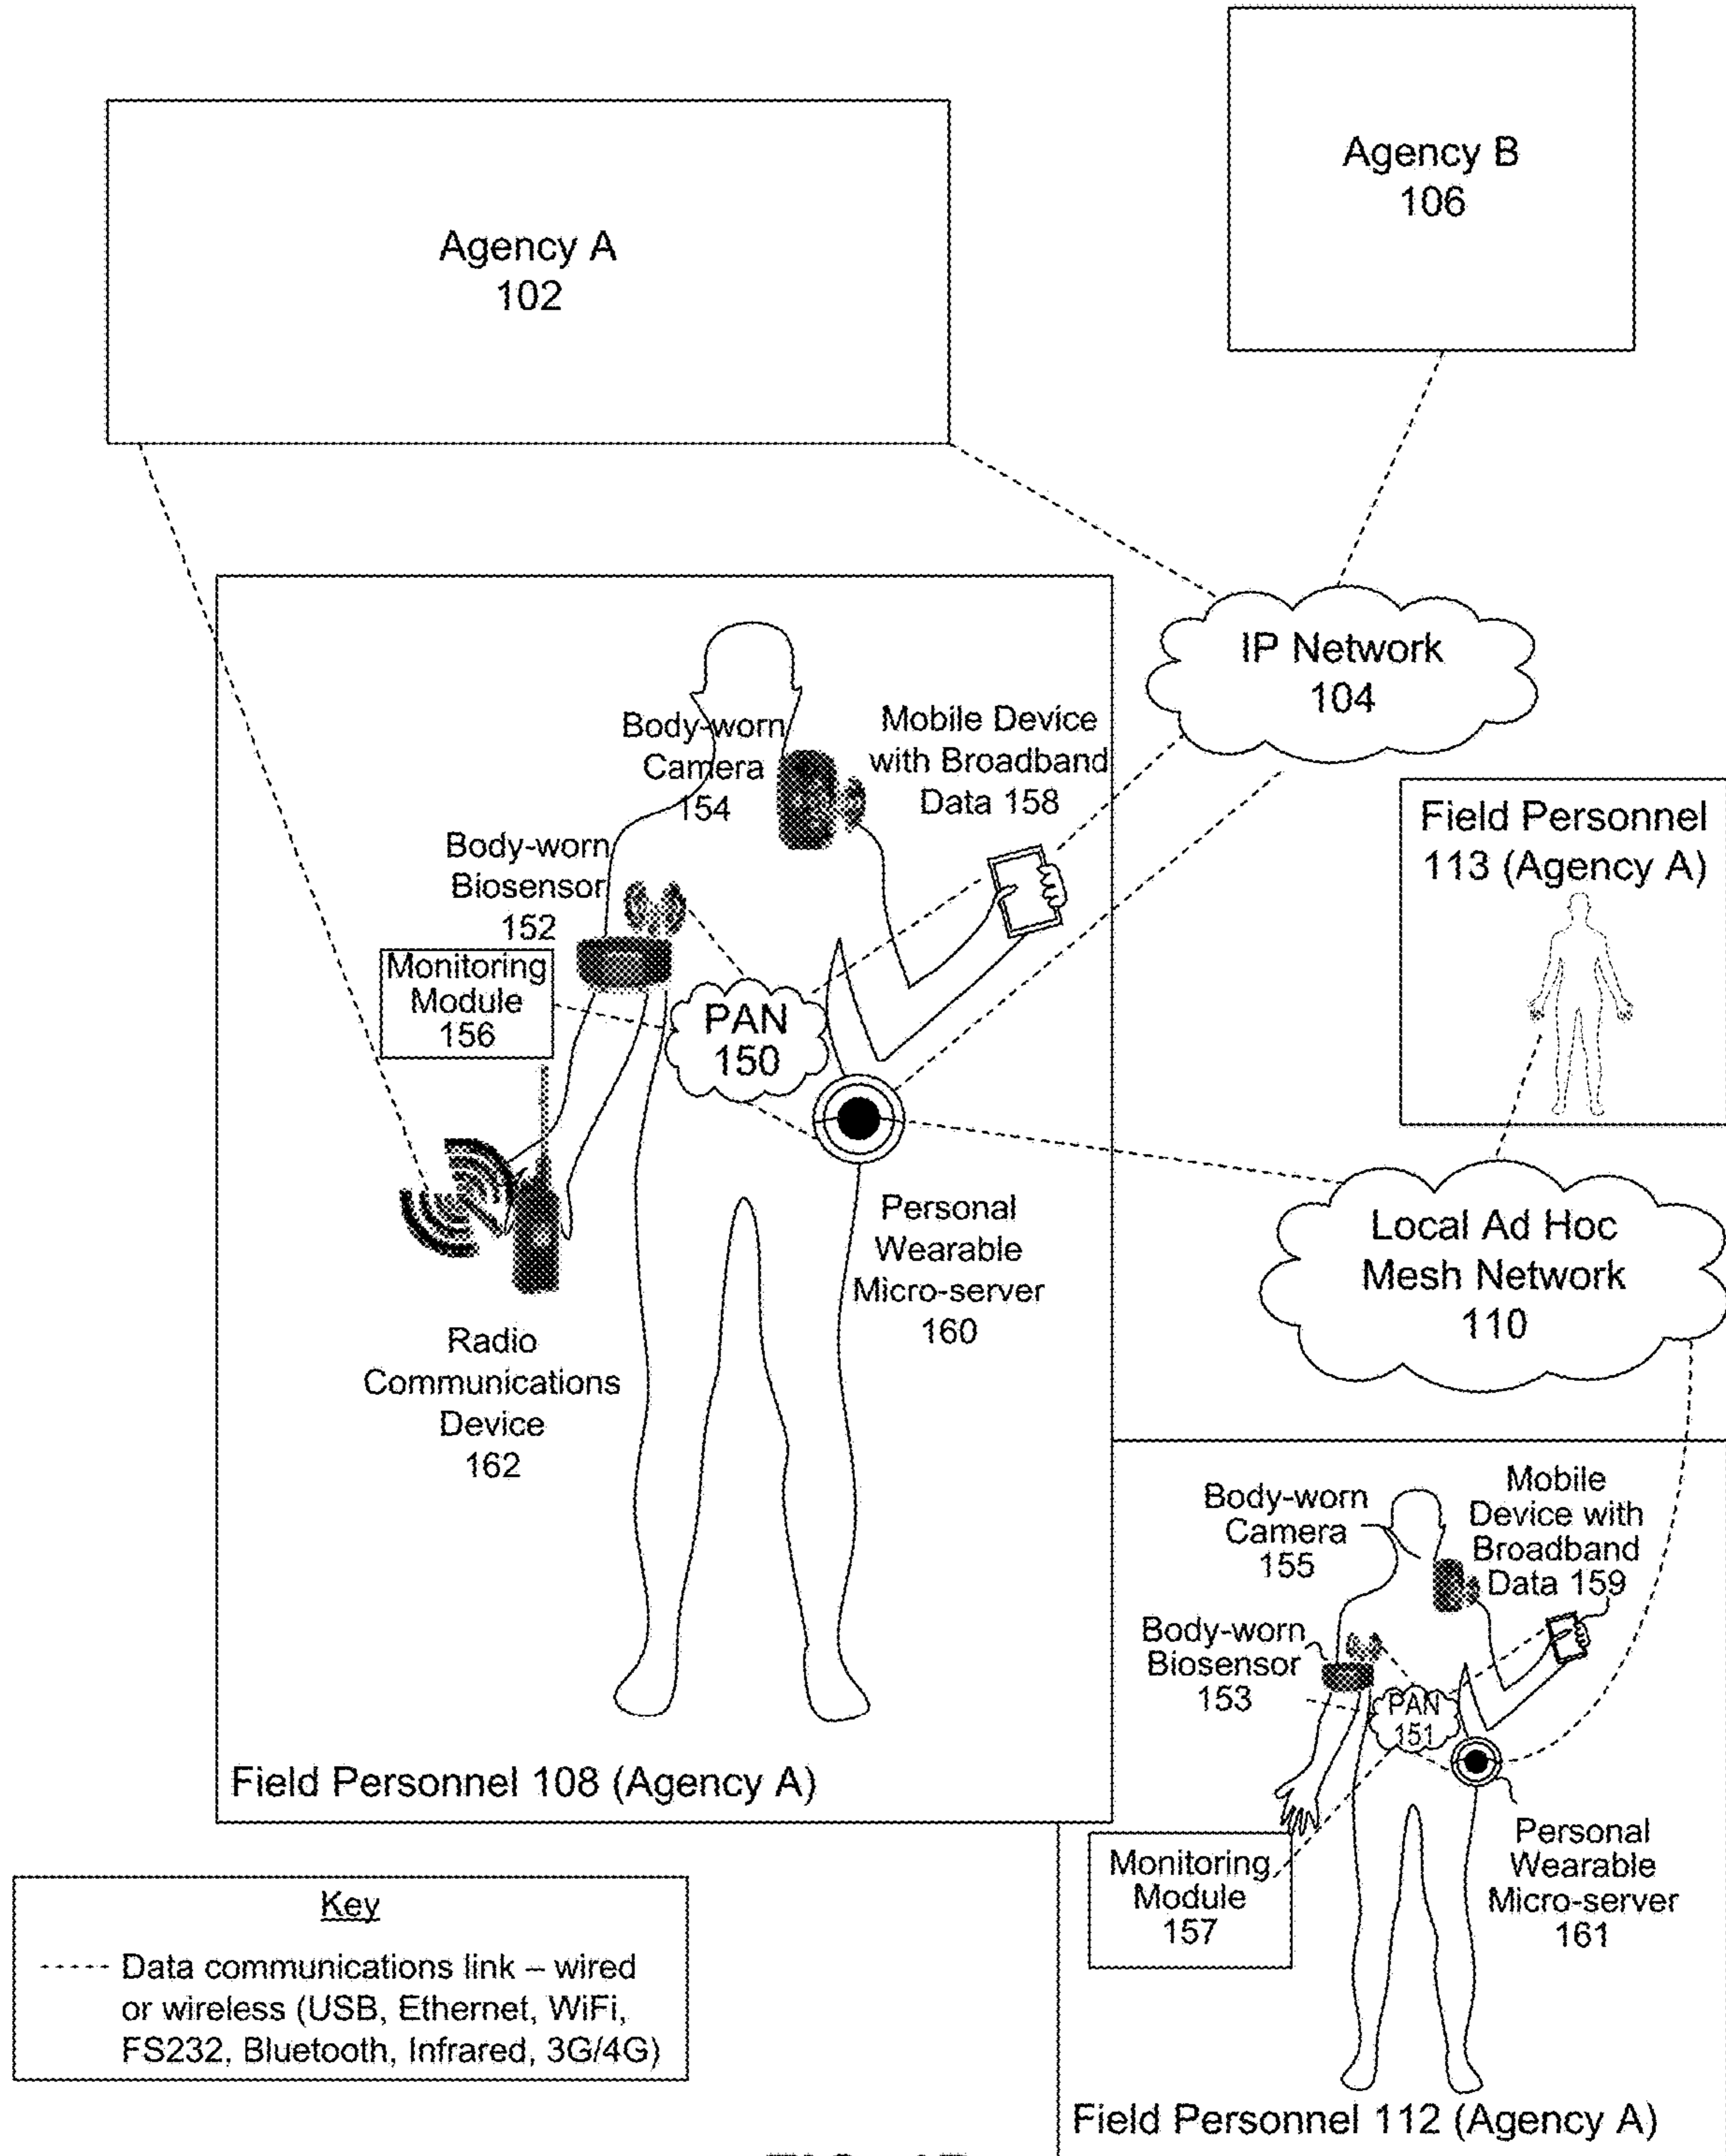 Agency A
102
Agency B
106
IP Network
104
Body-worn
Camera
154
Mobile Device
with Broadband
Data 158
Body-worn
Biosensor
152
Monitoring
Module
156
PAN
150
Personal
Wearable
Micro-server
160
Radio
Communications
Device
162
Field Personnel 108 (Agency A)
Field Personnel
113 (Agency A)
Local Ad Hoc
Mesh Network
110
Body-worn
Camera
155
Mobile
Device with
Broadband
Data 159
Body-worn
Biosensor
153
PAN
151
Monitoring
Module
157
Personal
Wearable
Micro-server
161
Field Personnel 112 (Agency A)
Key
Data communications link – wired
or wireless (USB, Ethernet, WiFi,
FS232, Bluetooth, Infrared, 3G/4G)